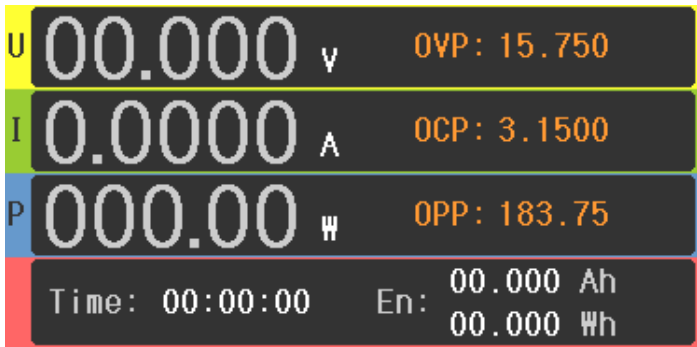 U 00.000 V OVP: 15.750
I 0.0000 A OCP: 3.1500
P 000.00 W OPP: 183.75
Time: 00:00:00 En: 00.000 Ah
00.000 Wh